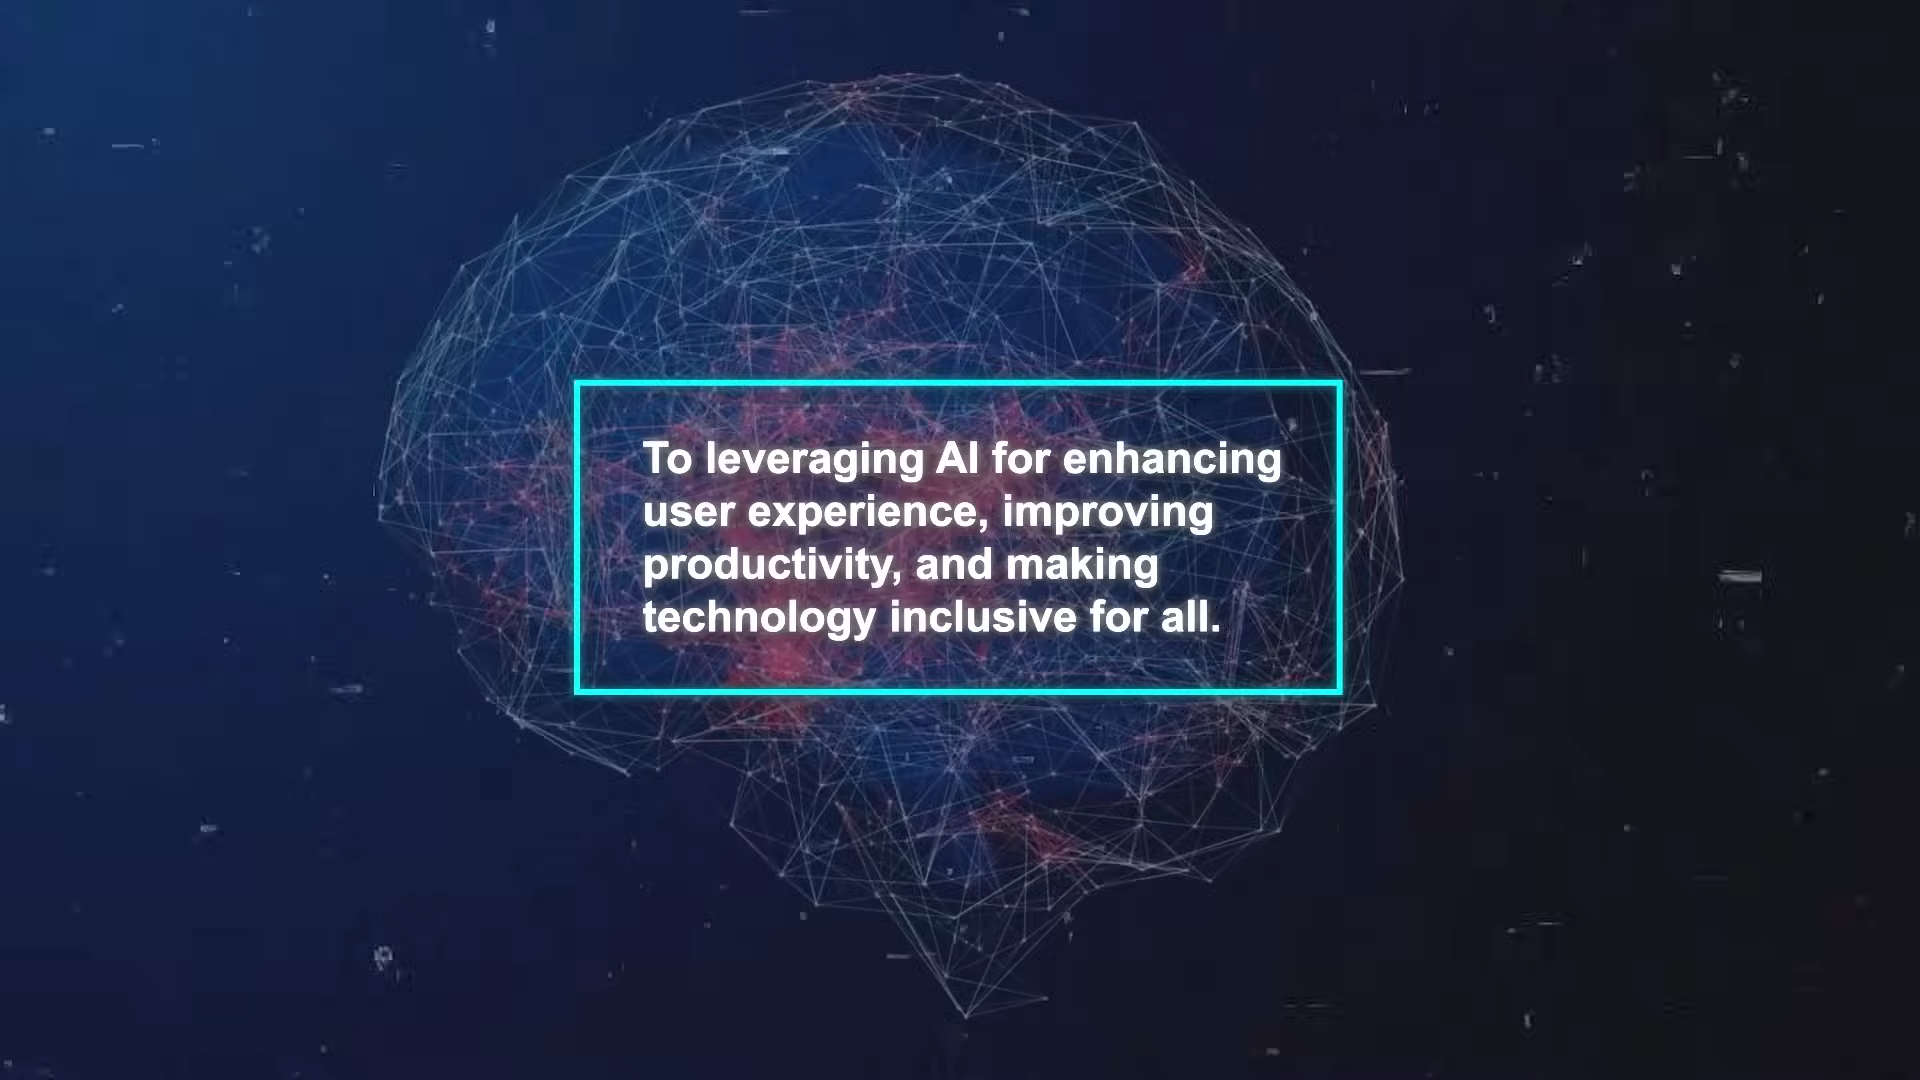 To leveraging AI for enhancing
user experience, improving
productivity, and making
technology inclusive for all.